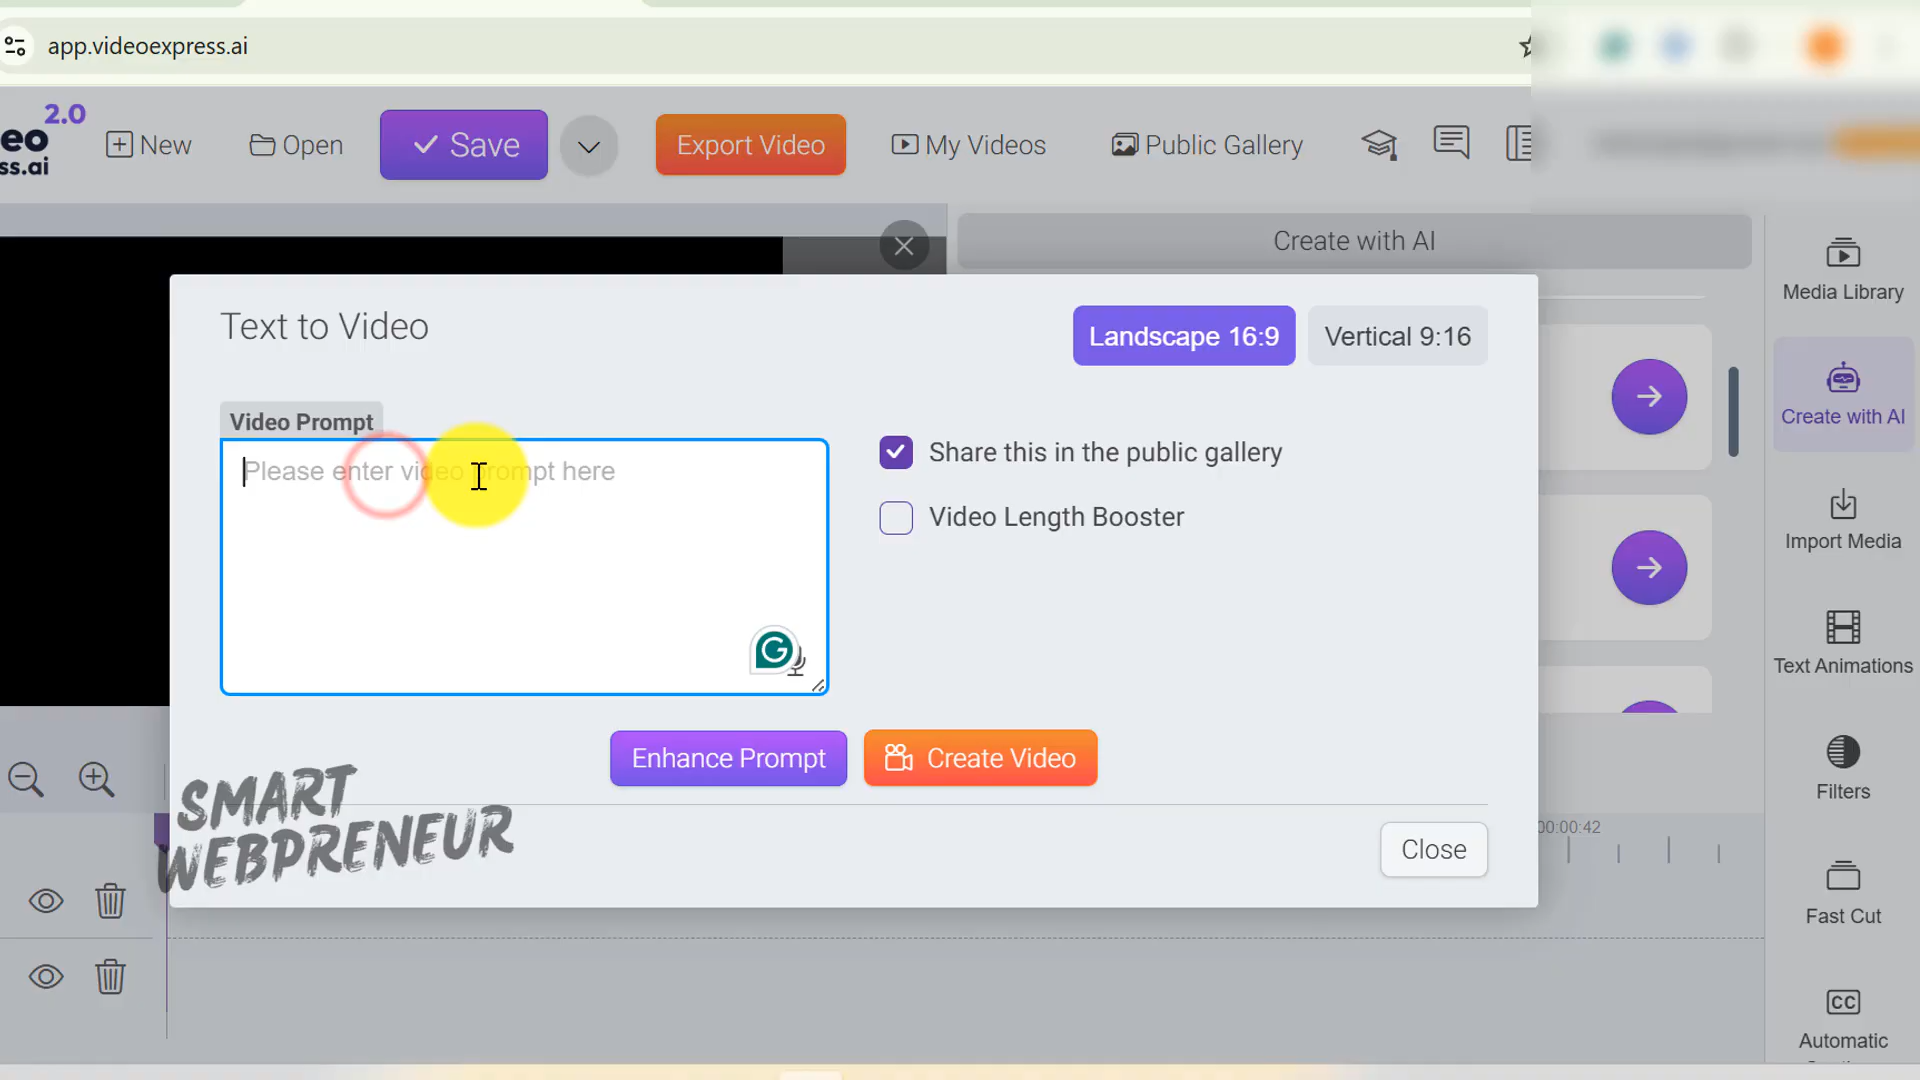 app.videoexpress.ai
2.0
eo
ss.ai
New
Open
Save
Export Video
My Videos
Public Gallery
Create with AI
Media Library
Text to Video
Landscape 16:9
Vertical 9:16
Create with AI
Video Prompt
Please enter video prompt here
Share this in the public gallery
Video Length Booster
Import Media
Text Animations
Enhance Prompt
Create Video
Filters
SMART
WEBPRENEUR
00:00:42
Close
Fast Cut
CC
Automatic